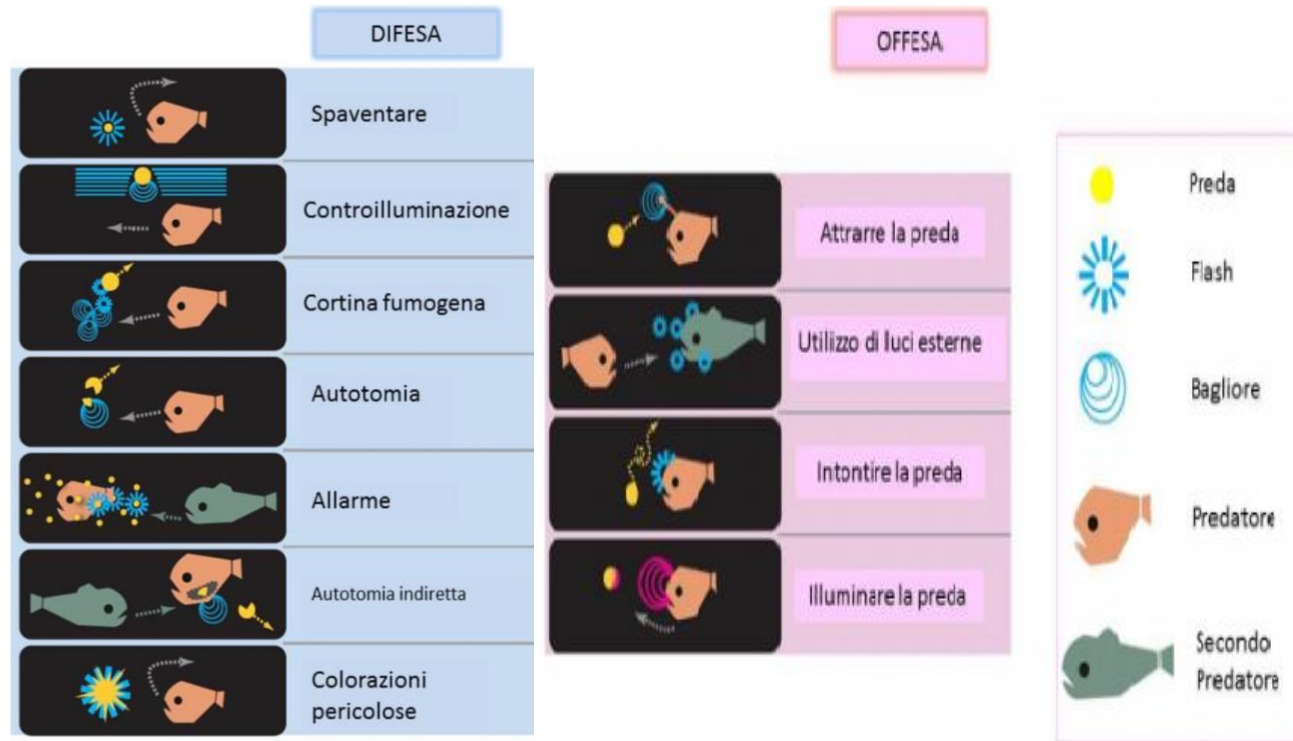 DIFESA
Spaventare
Controilluminazione
Cortina fumogena
Autotomia
Allarme
Autotomia indiretta
Colorazioni
pericolose
OFFESA
Attrarre la preda
Utilizzo di luci esterne
Intontire la preda
Illuminare la preda
Preda
Flash
Bagliore
Predatore
Secondo
Predatore